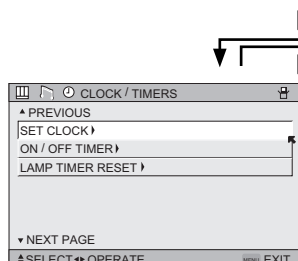 CLOCK / TIMERS
PREVIOUS
SET CLOCK
ON / OFF TIMER
LAMP TIMER RESET
NEXT PAGE
SELECT OPERATE MENU EXIT